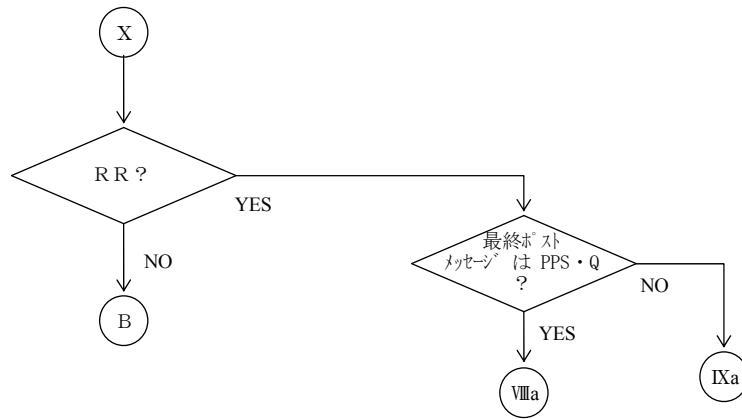 X
RR?
YES
NO
B
最終ポスト
メッセージ は PPS・Q
?
NO
YES
Ⅷa
Ⅸa